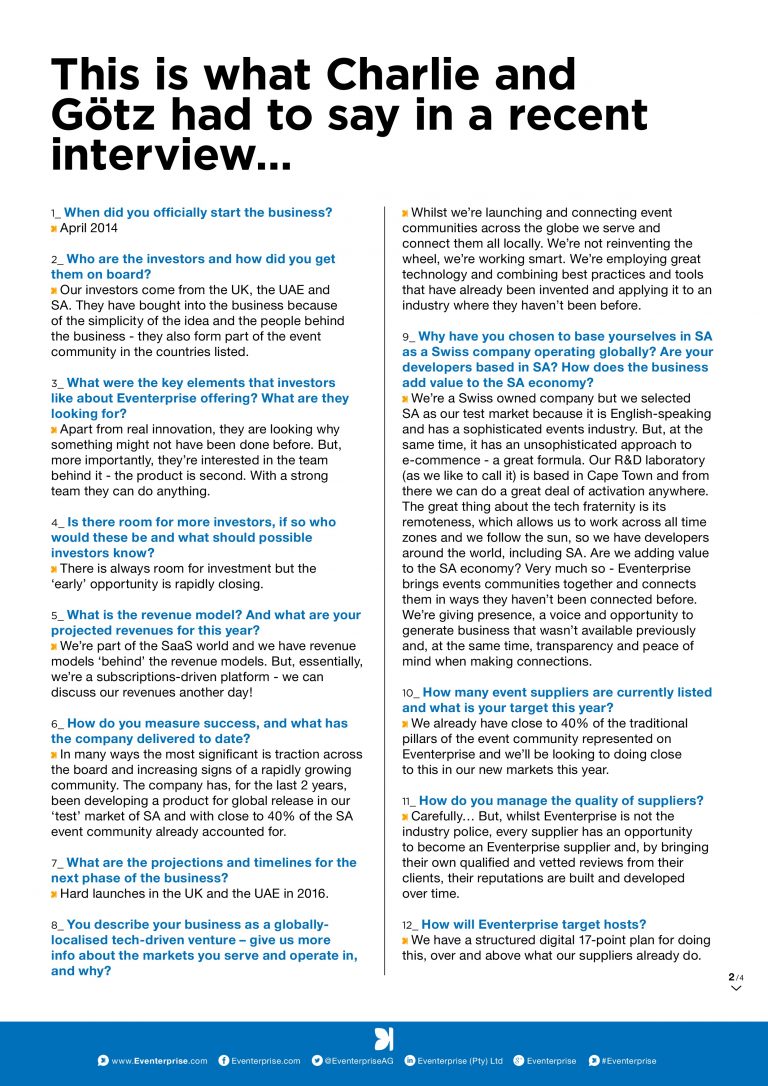 This is what Charlie and
Götz had to say in a recent
interview...
1_ When did you officially start the business?
April 2014
2_ Who are the investors and how did you get
them on board?
Our investors come from the UK, the UAE and
SA. They have bought into the business because
of the simplicity of the idea and the people behind
the business - they also form part of the event
community in the countries listed.
3_ What were the key elements that investors
like about Eventerprise offering? What are they
looking for?
Apart from real innovation, they are looking why
something might not have been done before. But,
more importantly, they're interested in the team
behind it - the product is second. With a strong
team they can do anything.
4_ Is there room for more investors, if so who
would these be and what should possible
investors know?
There is always room for investment but the
‘early’ opportunity is rapidly closing.
5_ What is the revenue model? And what are your
projected revenues for this year?
We're part of the SaaS world and we have revenue
models ‘behind’ the revenue models. But, essentially,
we're a subscriptions-driven platform - we can
discuss our revenues another day!
6_ How do you measure success, and what has
the company delivered to date?
In many ways the most significant is traction across
the board and increasing signs of a rapidly growing
community. The company has, for the last 2 years,
been developing a product for global release in our
‘test’ market of SA and with close to 40% of the SA
event community already accounted for.
7_ What are the projections and timelines for the
next phase of the business?
Hard launches in the UK and the UAE in 2016.
8_ You describe your business as a globally-
localised tech-driven venture – give us more
info about the markets you serve and operate in,
and why?
Whilst we're launching and connecting event
communities across the globe we serve and
connect them all locally. We're not reinventing the
wheel, we're working smart. We're employing great
technology and combining best practices and tools
that have already been invented and applying it to an
industry where they haven't been before.
9_ Why have you chosen to base yourselves in SA
as a Swiss company operating globally? Are your
developers based in SA? How does the business
add value to the SA economy?
We're a Swiss owned company but we selected
SA as our test market because it is English-speaking
and has a sophisticated events industry. But, at the
same time, it has an unsophisticated approach to
e-commerce - a great formula. Our R&D laboratory
(as we like to call it) is based in Cape Town and from
there we can do a great deal of activation anywhere.
The great thing about the tech fraternity is its
remoteness, which allows us to work across all time
zones and we follow the sun, so we have developers
around the world, including SA. Are we adding value
to the SA economy? Very much so - Eventerprise
brings events communities together and connects
them in ways they haven't been connected before.
We're giving presence, a voice and opportunity to
generate business that wasn't available previously
and, at the same time, transparency and peace of
mind when making connections.
10_ How many event suppliers are currently listed
and what is your target this year?
We already have close to 40% of the traditional
pillars of the event community represented on
Eventerprise and we'll be looking to doing close
to this in our new markets this year.
11_ How do you manage the quality of suppliers?
Carefully… But, whilst Eventerprise is not the
industry police, every supplier has an opportunity
to become an Eventerprise supplier and, by bringing
their own qualified and vetted reviews from their
clients, their reputations are built and developed
over time.
12_ How will Eventerprise target hosts?
We have a structured digital 17-point plan for doing
this, over and above what our suppliers already do.
2/4
www.Eventerprise.com Eventerprise.com @EventerpriseAG Eventerprise (Pty) Ltd Eventerprise #Eventerprise